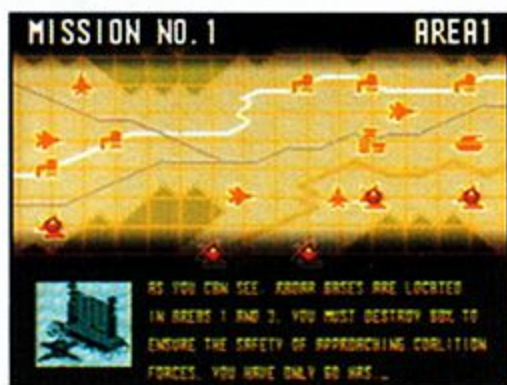 MISSION NO.1 AREA1
AS YOU CAN SEE, RADAR BASES ARE LOCATED
IN AREAS 1 AND 3. YOU MUST DESTROY 80% TO
ENSURE THE SAFETY OF APPROACHING COALITION
FORCES. YOU HAVE ONLY 60 HRS...